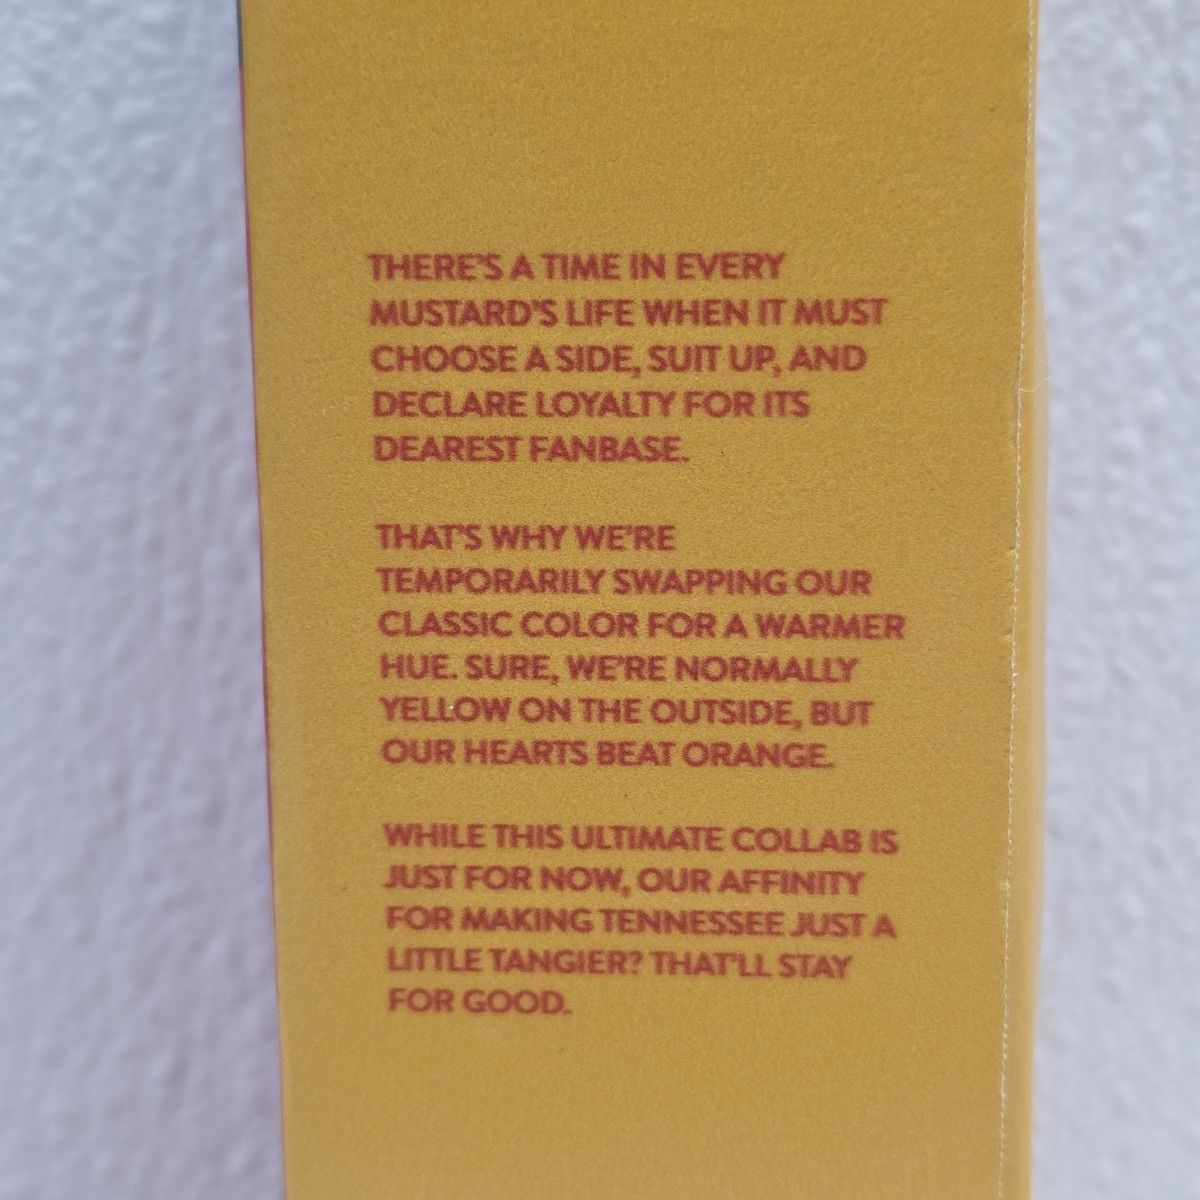 THERE'S A TIME IN EVERY
MUSTARD'S LIFE WHEN IT MUST
CHOOSE A SIDE, SUIT UP, AND
DECLARE LOYALTY FOR ITS
DEAREST FANBASE.
THAT'S WHY WE'RE
TEMPORARILY SWAPPING OUR
CLASSIC COLOR FOR A WARMER
HUE. SURE, WE'RE NORMALLY
YELLOW ON THE OUTSIDE, BUT
OUR HEARTS BEAT ORANGE.
WHILE THIS ULTIMATE COLLAB IS
JUST FOR NOW, OUR AFFINITY
FOR MAKING TENNESSEE JUST A
LITTLE TANGIER? THAT'LL STAY
FOR GOOD.